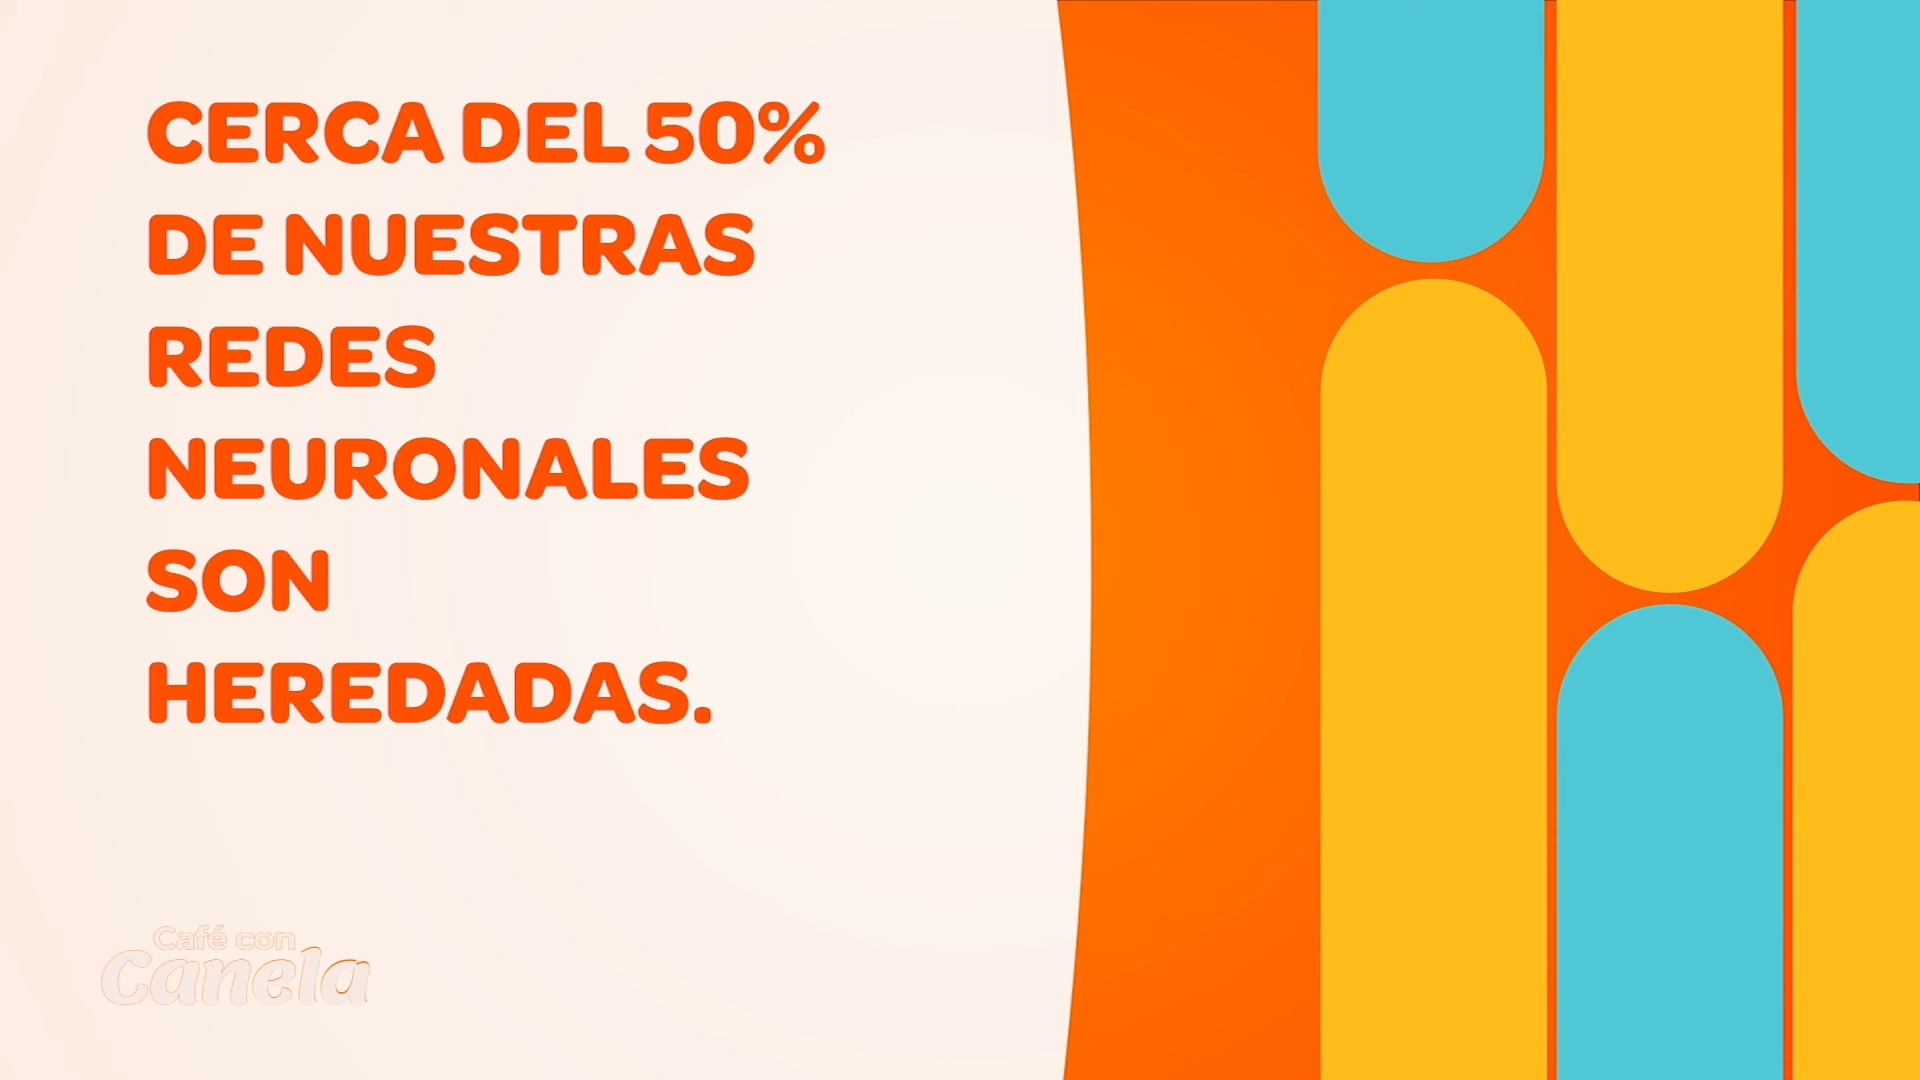 CERCA DEL 50%
DE NUESTRAS
REDES
NEURONALES
SON
HEREDADAS.
Café con
Canela